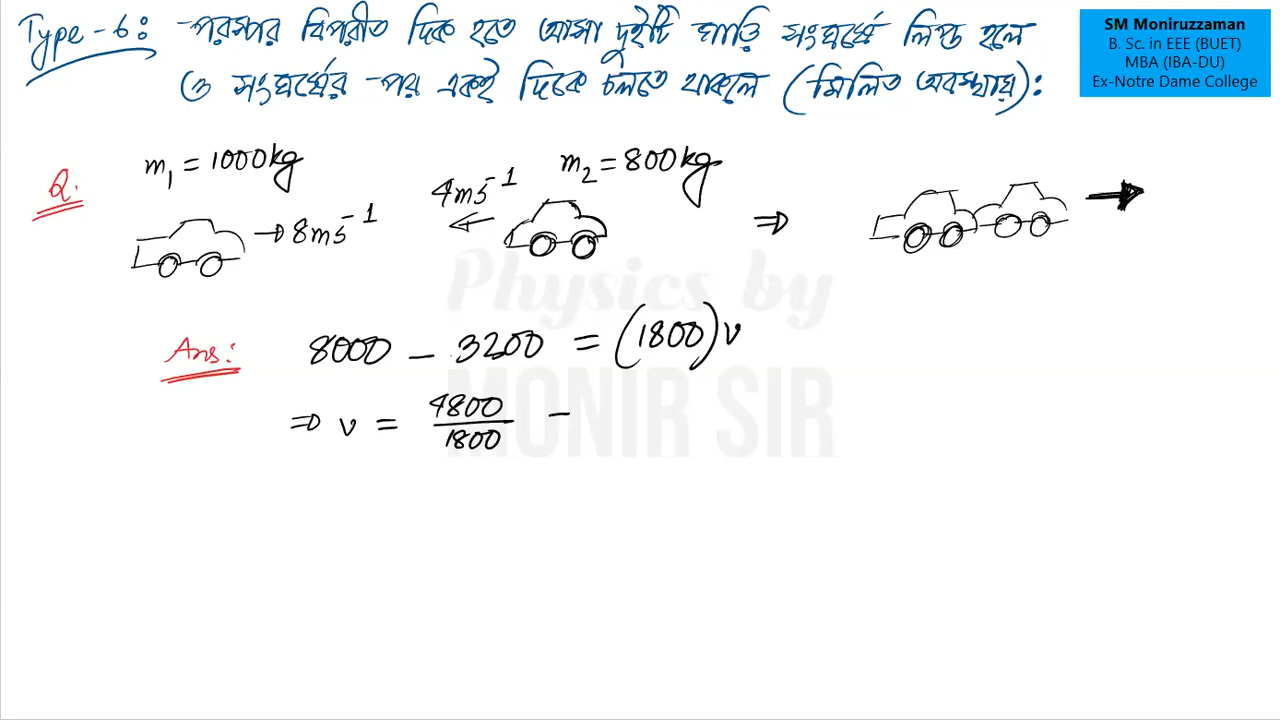 Type-6: পরস্পর বিপরীত দিক হতে আসা দুইটি গাড়ি সংঘর্ষে লিপ্ত হলে
ও সংঘর্ষের পর একই দিকে চলতে থাকলে (মিলিত অবস্থায়):
SM Moniruzzaman
B. Sc. in EEE (BUET)
MBA (IBA-DU)
Ex-Notre Dame College
Q. m₁ = 1000kg m₂ = 800kg
→ 8ms⁻¹ 4ms⁻¹ ← ⇒ →
Physics by
MONIR SIR
Ans: 8000 - 3200 = (1800)v
⇒ v = 4800/1800 =